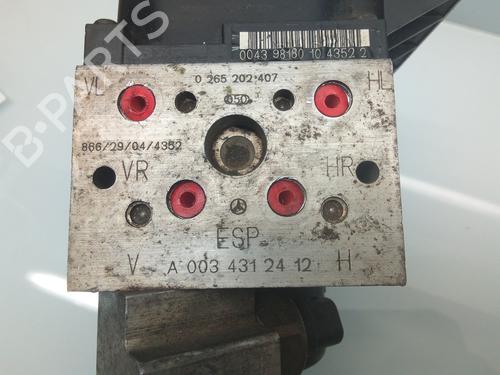 0043 98180 10 4352 2
0 265 202 407
VL
HL
050
866/29/04/4352
VR
HR
ESP
V
A 003 431 24 12
H
B-PARTS